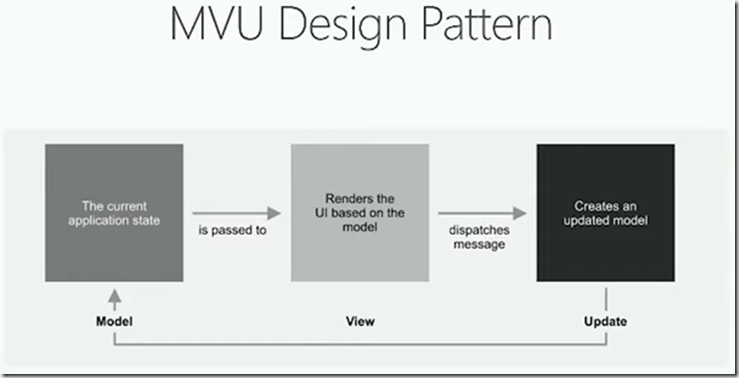 MVU Design Pattern
The current
application state
is passed to
Renders the
UI based on the
model
dispatches
message
Creates an
updated model
Model
View
Update